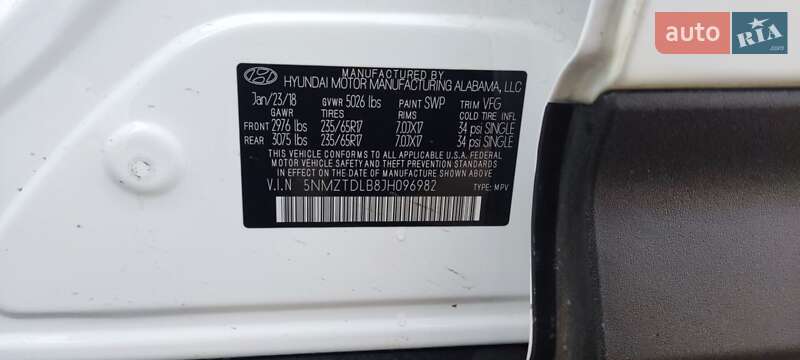 auto RIA.com
MANUFACTURED BY
HYUNDAI MOTOR MANUFACTURING ALABAMA, LLC
Jan/23/18 GVWR 5026 lbs PAINT SWP TRIM VFG
GAWR TIRES RIMS COLD TIRE INFL
FRONT 2976 lbs 235/65R17 7.0JX17 34 psi SINGLE
REAR 3075 lbs 235/65R17 7.0JX17 34 psi SINGLE
THIS VEHICLE CONFORMS TO ALL APPLICABLE U.S.A. FEDERAL
MOTOR VEHICLE SAFETY AND THEFT PREVENTION STANDARDS
IN EFFECT ON THE DATE OF MANUFACTURE SHOWN ABOVE.
V.I.N 5NMZTDLB8JH096982 TYPE: MPV